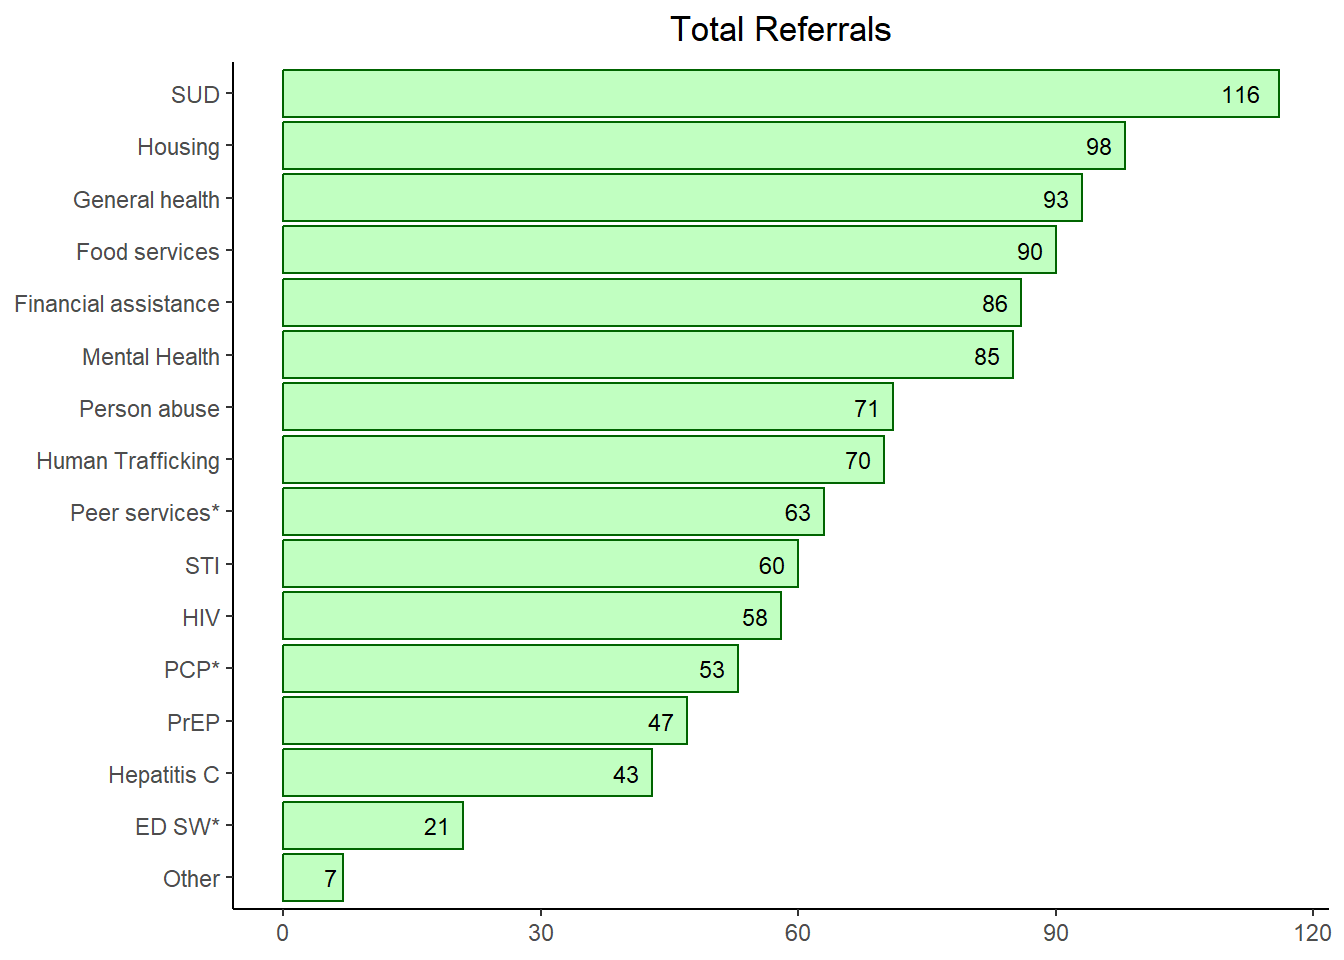 Total Referrals
SUD 116
Housing 98
General health 93
Food services 90
Financial assistance 86
Mental Health 85
Person abuse 71
Human Trafficking 70
Peer services* 63
STI 60
HIV 58
PCP* 53
PrEP 47
Hepatitis C 43
ED SW* 21
Other 7
0 30 60 90 120